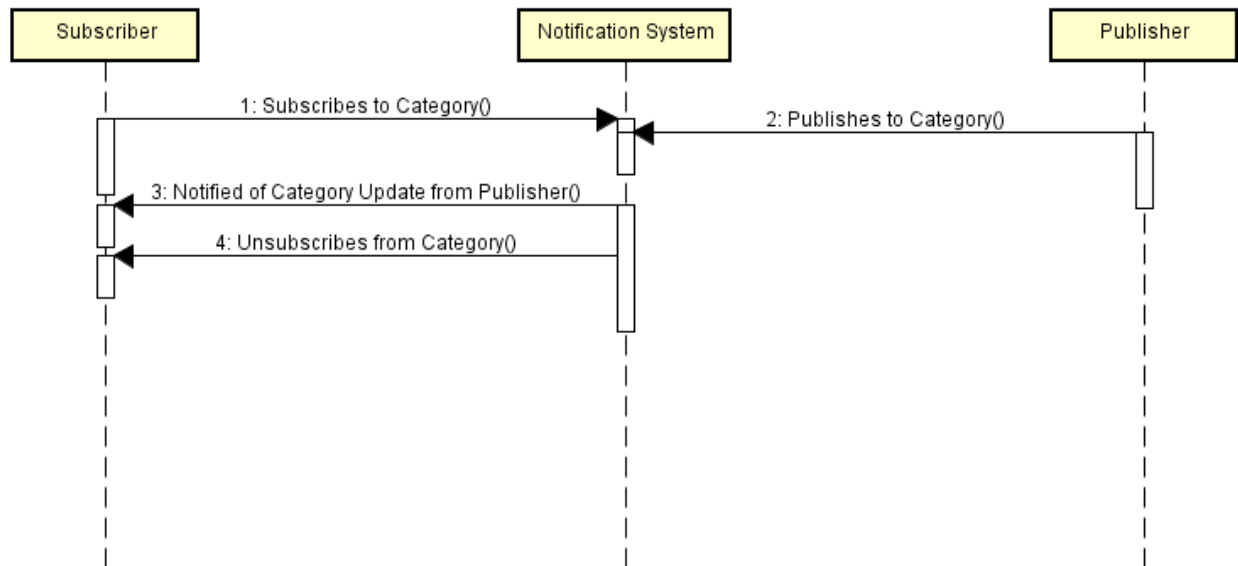 Subscriber
Notification System
Publisher
1: Subscribes to Category()
2: Publishes to Category()
3: Notified of Category Update from Publisher()
4: Unsubscribes from Category()